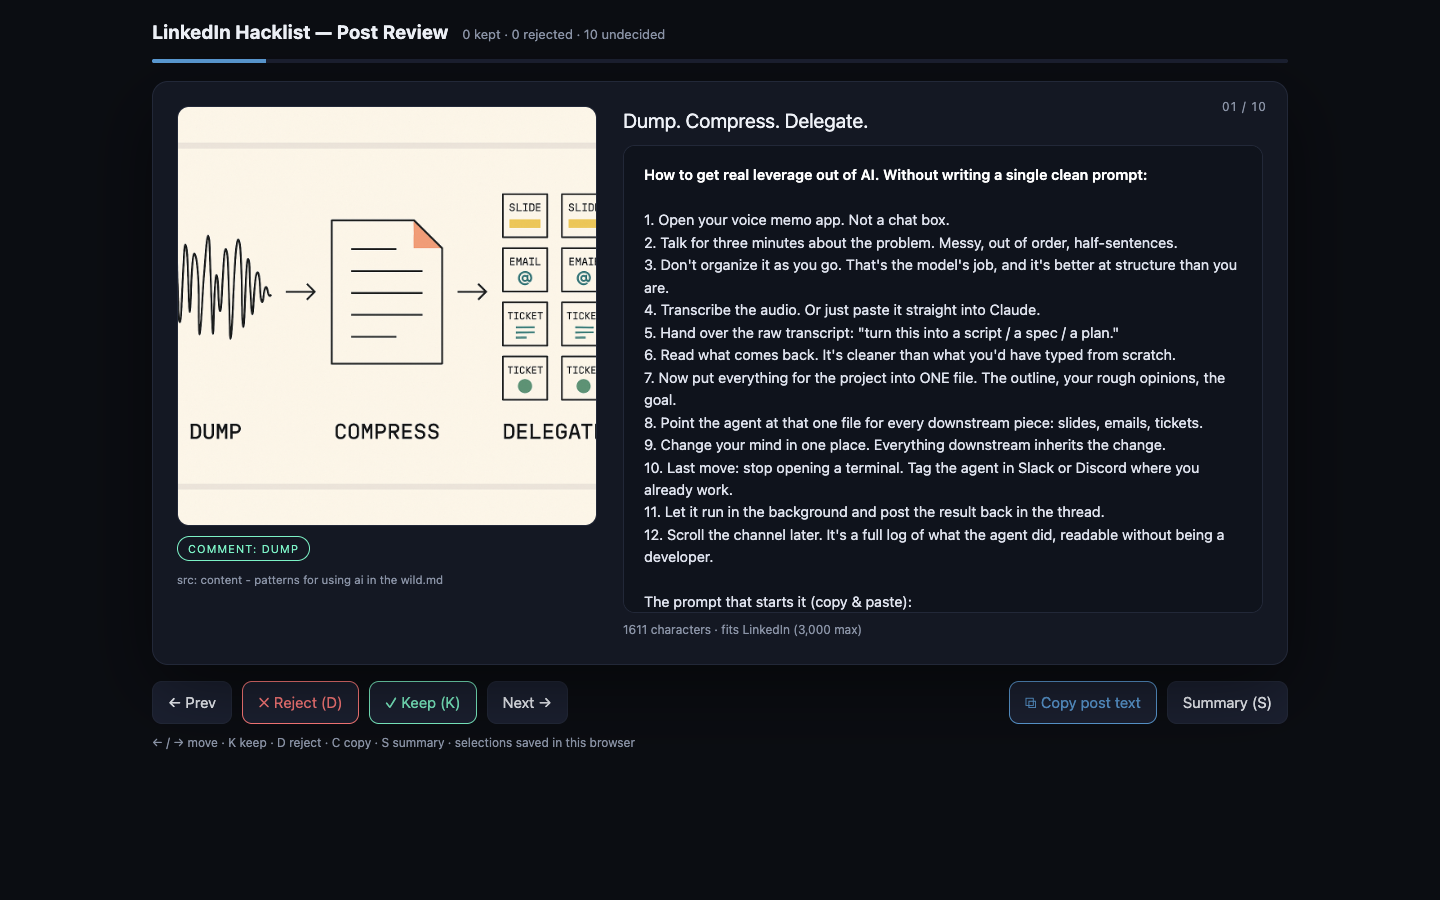 LinkedIn Hacklist — Post Review
0 kept · 0 rejected · 10 undecided
01 / 10
SLIDE
SLID
EMAIL
EMAI
@
@
TICKET
TICKE
TICKET
TICKE
DUMP
COMPRESS
DELEGAT
COMMENT: DUMP
src: content - patterns for using ai in the wild.md
Dump. Compress. Delegate.
How to get real leverage out of AI. Without writing a single clean prompt:
1. Open your voice memo app. Not a chat box.
2. Talk for three minutes about the problem. Messy, out of order, half-sentences.
3. Don't organize it as you go. That's the model's job, and it's better at structure than you
are.
4. Transcribe the audio. Or just paste it straight into Claude.
5. Hand over the raw transcript: "turn this into a script / a spec / a plan."
6. Read what comes back. It's cleaner than what you'd have typed from scratch.
7. Now put everything for the project into ONE file. The outline, your rough opinions, the
goal.
8. Point the agent at that one file for every downstream piece: slides, emails, tickets.
9. Change your mind in one place. Everything downstream inherits the change.
10. Last move: stop opening a terminal. Tag the agent in Slack or Discord where you
already work.
11. Let it run in the background and post the result back in the thread.
12. Scroll the channel later. It's a full log of what the agent did, readable without being a
developer.
The prompt that starts it (copy & paste):
1611 characters · fits LinkedIn (3,000 max)
← Prev
✕ Reject (D)
✓ Keep (K)
Next →
⧉ Copy post text
Summary (S)
← / → move · K keep · D reject · C copy · S summary · selections saved in this browser